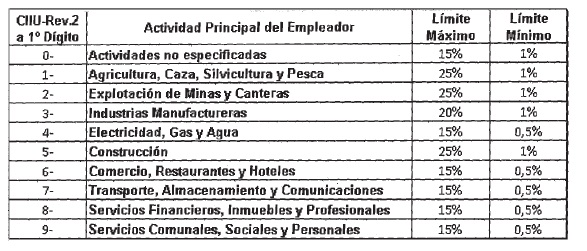 CIIU-Rev.2 a 1º Dígito | Actividad Principal del Empleador | Límite Máximo | Límite Mínimo
0- | Actividades no especificadas | 15% | 1%
1- | Agricultura, Caza, Silvicultura y Pesca | 25% | 1%
2- | Explotación de Minas y Canteras | 25% | 1%
3- | Industrias Manufactureras | 20% | 1%
4- | Electricidad, Gas y Agua | 15% | 0,5%
5- | Construcción | 25% | 1%
6- | Comercio, Restaurantes y Hoteles | 15% | 0,5%
7- | Transporte, Almacenamiento y Comunicaciones | 15% | 0,5%
8- | Servicios Financieros, Inmuebles y Profesionales | 15% | 0,5%
9- | Servicios Comunales, Sociales y Personales | 15% | 0,5%